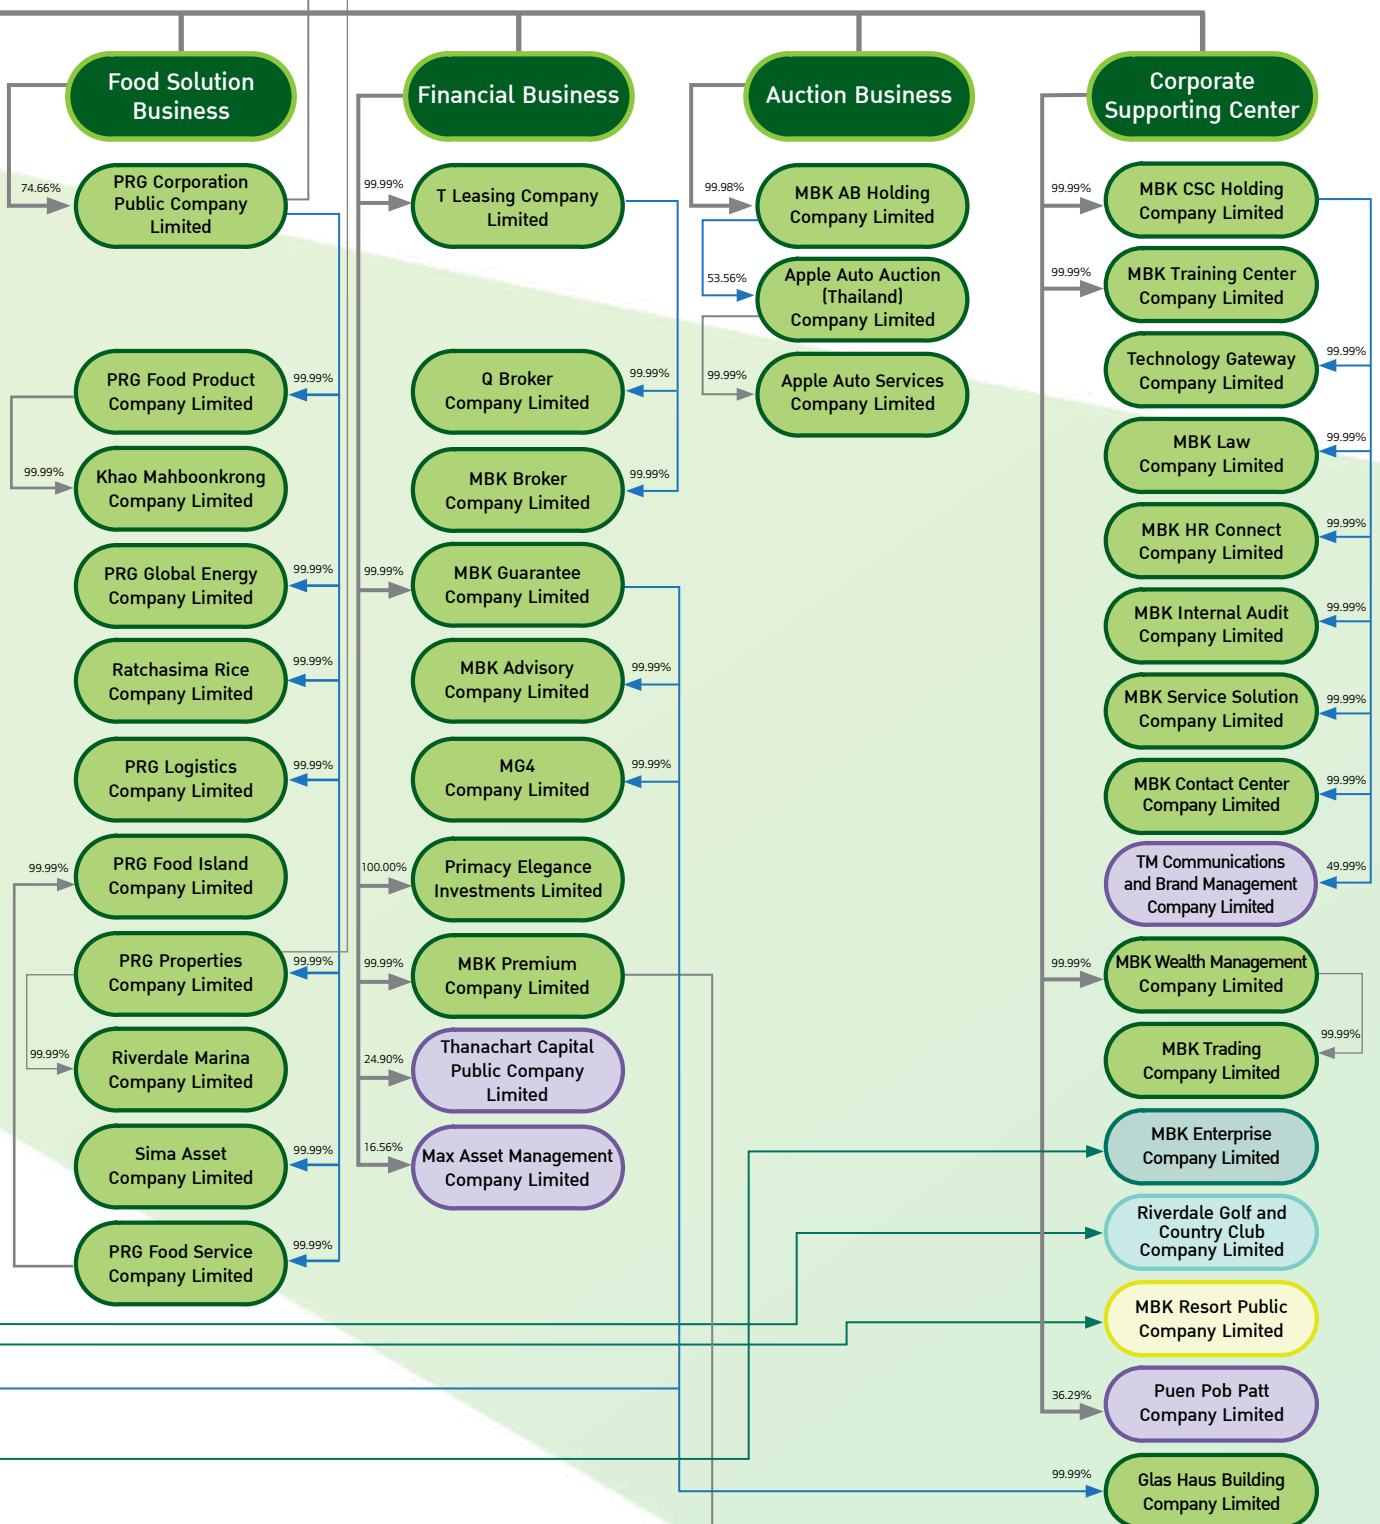 Food Solution
Business
74.66%
PRG Corporation
Public Company
Limited
PRG Food Product
Company Limited
99.99%
99.99%
Khao Mahboonkrong
Company Limited
PRG Global Energy
Company Limited
99.99%
Ratchasima Rice
Company Limited
99.99%
PRG Logistics
Company Limited
99.99%
99.99%
PRG Food Island
Company Limited
PRG Properties
Company Limited
99.99%
99.99%
Riverdale Marina
Company Limited
Sima Asset
Company Limited
99.99%
PRG Food Service
Company Limited
99.99%
Financial Business
99.99%
T Leasing Company
Limited
Q Broker
Company Limited
99.99%
MBK Broker
Company Limited
99.99%
99.99%
MBK Guarantee
Company Limited
MBK Advisory
Company Limited
99.99%
MG4
Company Limited
99.99%
100.00%
Primacy Elegance
Investments Limited
99.99%
MBK Premium
Company Limited
24.90%
Thanachart Capital
Public Company
Limited
16.56%
Max Asset Management
Company Limited
Auction Business
99.98%
MBK AB Holding
Company Limited
53.56%
Apple Auto Auction
(Thailand)
Company Limited
99.99%
Apple Auto Services
Company Limited
Corporate
Supporting Center
99.99%
MBK CSC Holding
Company Limited
99.99%
MBK Training Center
Company Limited
Technology Gateway
Company Limited
99.99%
MBK Law
Company Limited
99.99%
MBK HR Connect
Company Limited
99.99%
MBK Internal Audit
Company Limited
99.99%
MBK Service Solution
Company Limited
99.99%
MBK Contact Center
Company Limited
99.99%
TM Communications
and Brand Management
Company Limited
49.99%
99.99%
MBK Wealth Management
Company Limited
99.99%
MBK Trading
Company Limited
MBK Enterprise
Company Limited
Riverdale Golf and
Country Club
Company Limited
MBK Resort Public
Company Limited
36.29%
Puen Pob Patt
Company Limited
99.99%
Glas Haus Building
Company Limited